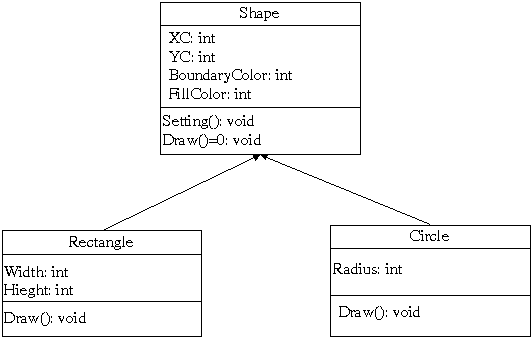 Shape
XC: int
YC: int
BoundaryColor: int
FillColor: int
Setting(): void
Draw()=0: void
Rectangle
Width: int
Hieght: int
Draw(): void
Circle
Radius: int
Draw(): void